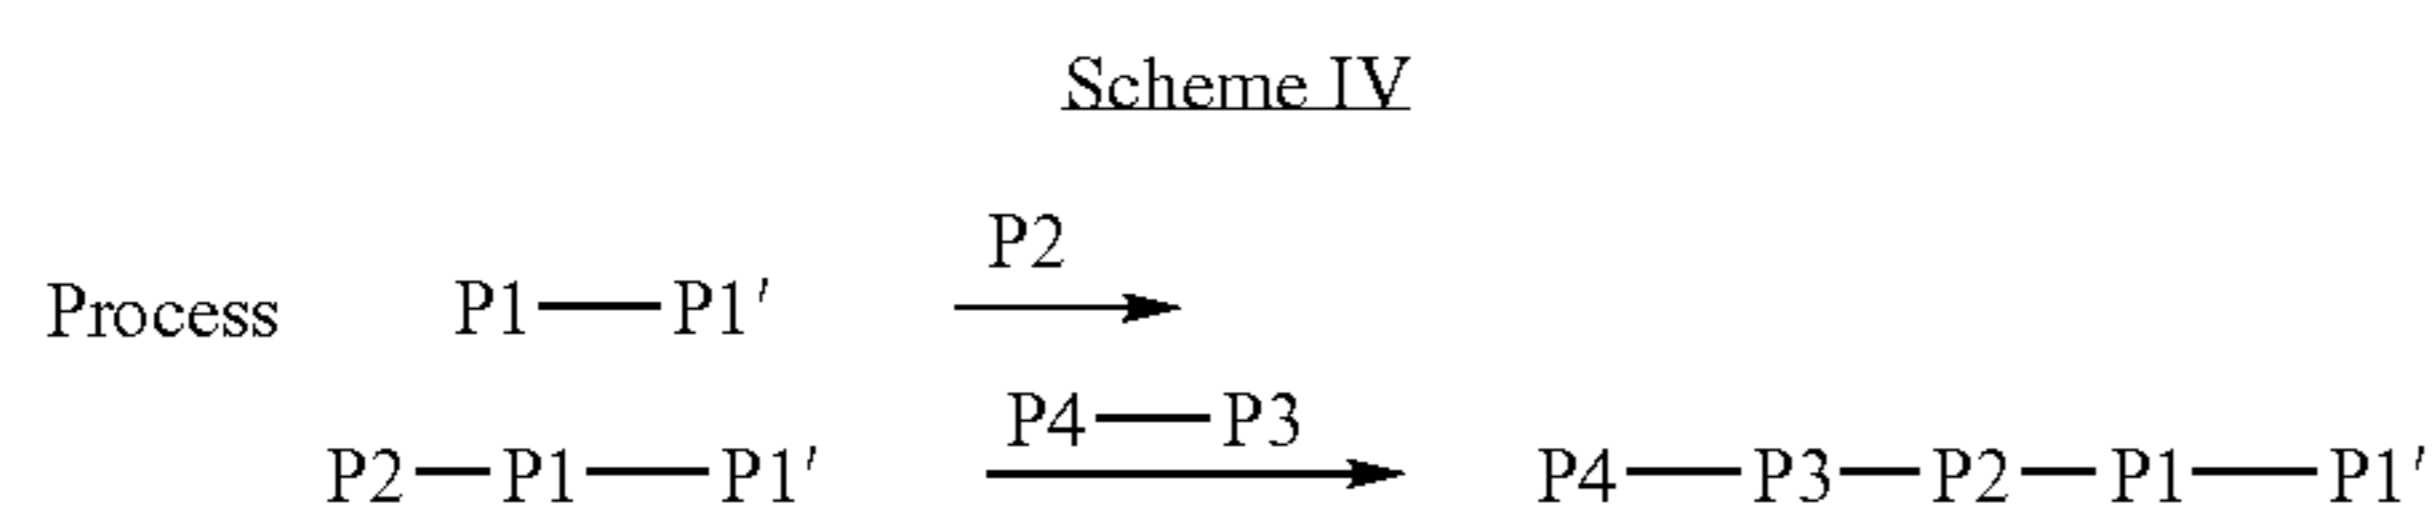 Scheme IV
P2
Process P1—P1′
P4—P3
P2—P1—P1′ P4—P3—P2—P1—P1′